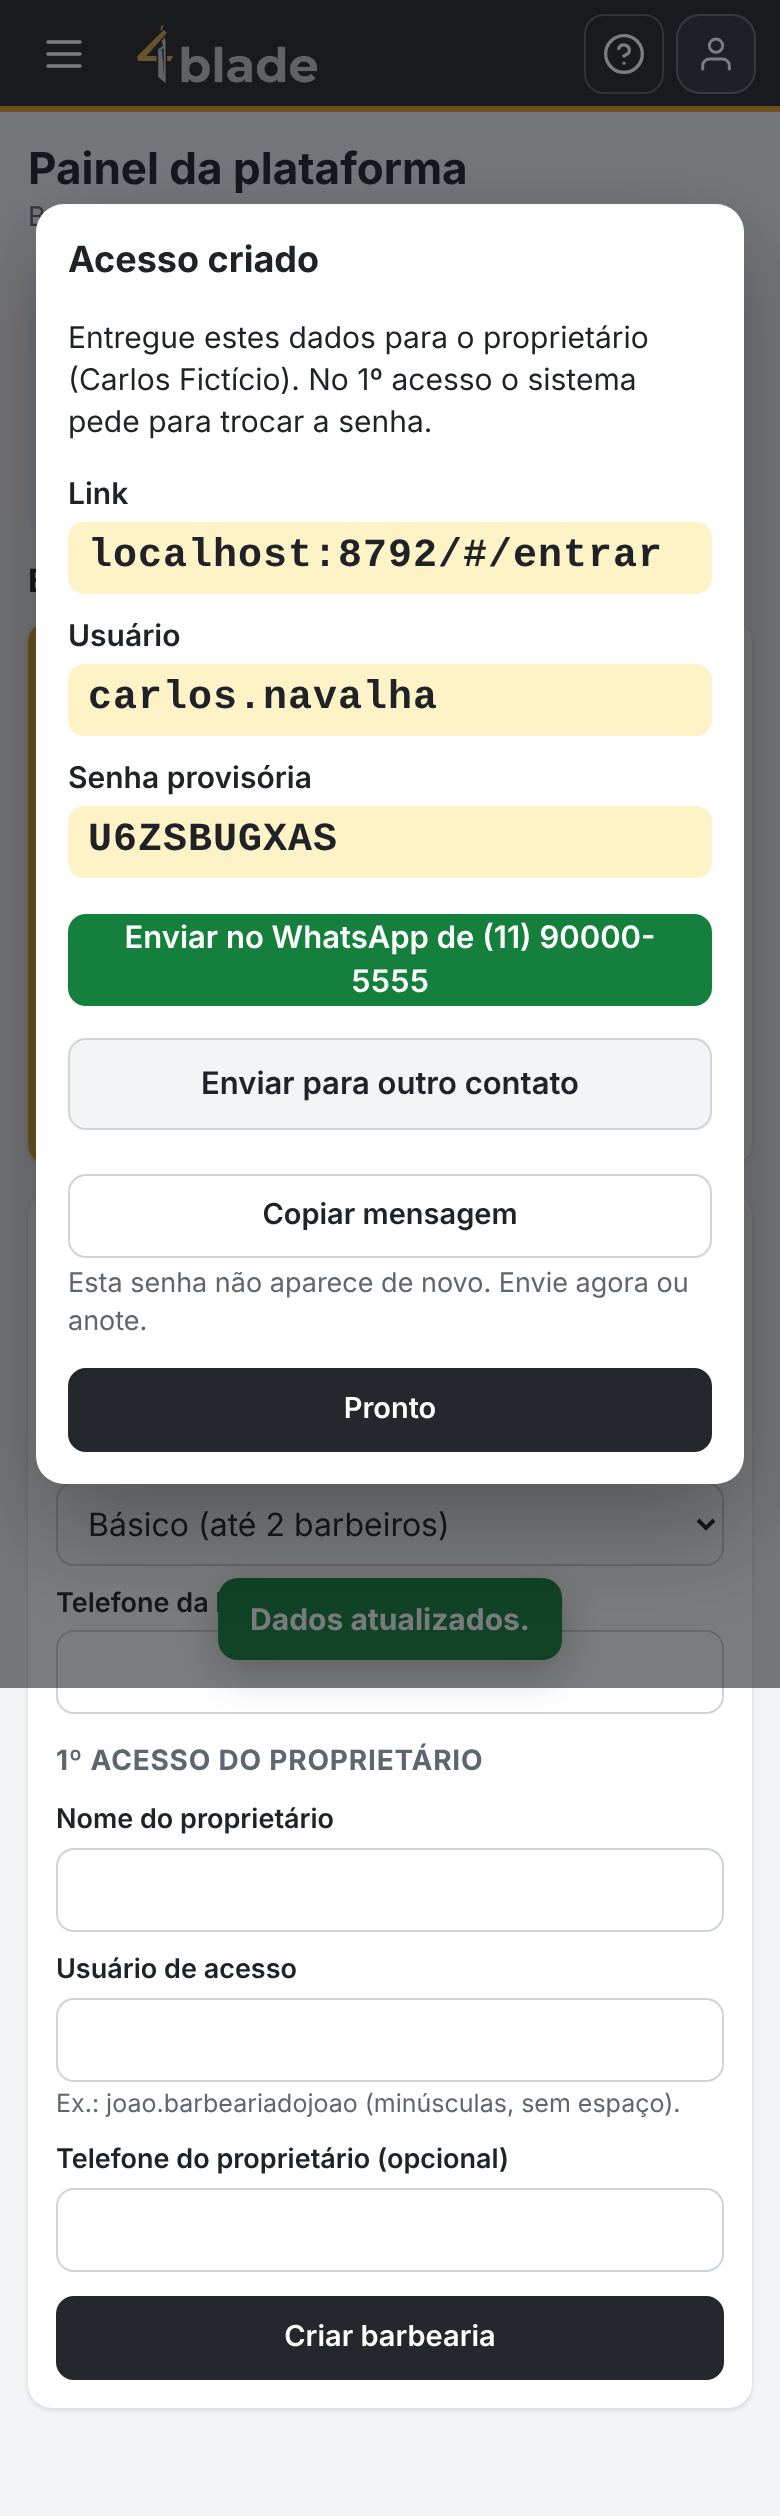 4blade
Painel da plataforma
Acesso criado
Entregue estes dados para o proprietário
(Carlos Fictício). No 1º acesso o sistema
pede para trocar a senha.
Link
localhost:8792/#/entrar
Usuário
carlos.navalha
Senha provisória
U6ZSBUGXAS
Enviar no WhatsApp de (11) 90000-
5555
Enviar para outro contato
Copiar mensagem
Esta senha não aparece de novo. Envie agora ou
anote.
Pronto
Básico (até 2 barbeiros)
Telefone da
Dados atualizados.
1º ACESSO DO PROPRIETÁRIO
Nome do proprietário
Usuário de acesso
Ex.: joao.barbeariadojoao (minúsculas, sem espaço).
Telefone do proprietário (opcional)
Criar barbearia